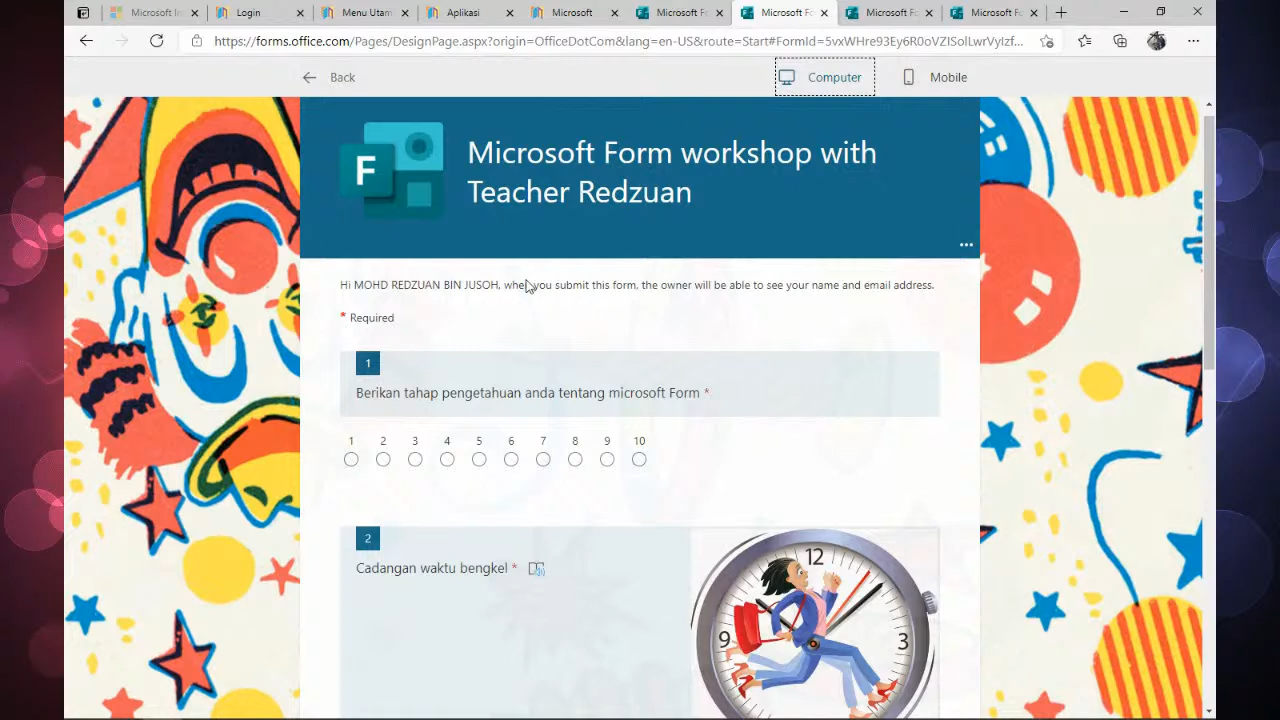 Microsoft In
Login
Menu Utam
Aplikasi
Microsoft
Microsoft Fo
Microsoft Fo
Microsoft Fo
Microsoft Fo
https://forms.office.com/Pages/DesignPage.aspx?origin=OfficeDotCom&lang=en-US&route=Start#FormId=5vxWHre93Ey6R0oVZISolLwrVyIzf...
Back
Computer
Mobile
F
Microsoft Form workshop with
Teacher Redzuan
Hi MOHD REDZUAN BIN JUSOH, when you submit this form, the owner will be able to see your name and email address.
* Required
1
Berikan tahap pengetahuan anda tentang microsoft Form *
1 2 3 4 5 6 7 8 9 10
2
Cadangan waktu bengkel *
12
9
3